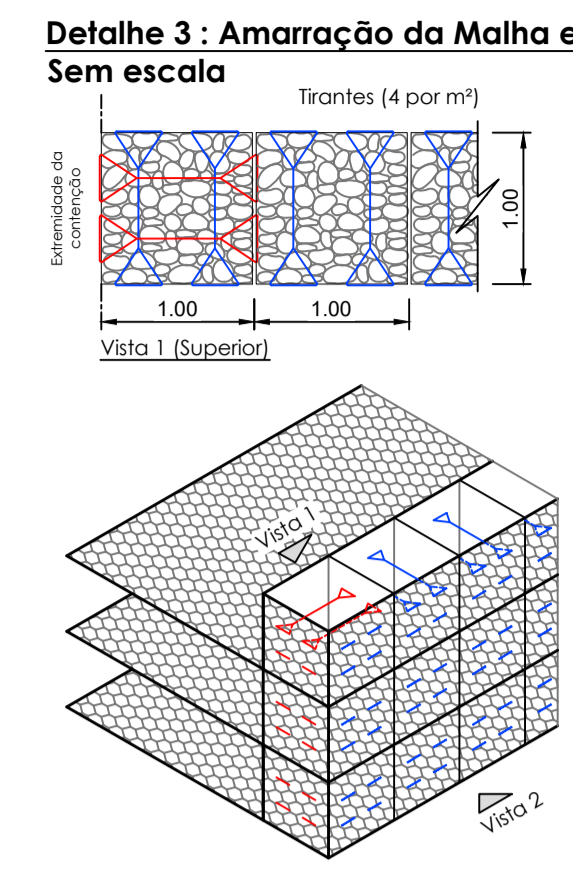 Detalhe 3 : Amarração da Malha e
Sem escala
Tirantes (4 por m²)
Extremidade da
contenção
1.00
1.00
1.00
Vista 1 (Superior)
Vista 1
Vista 2